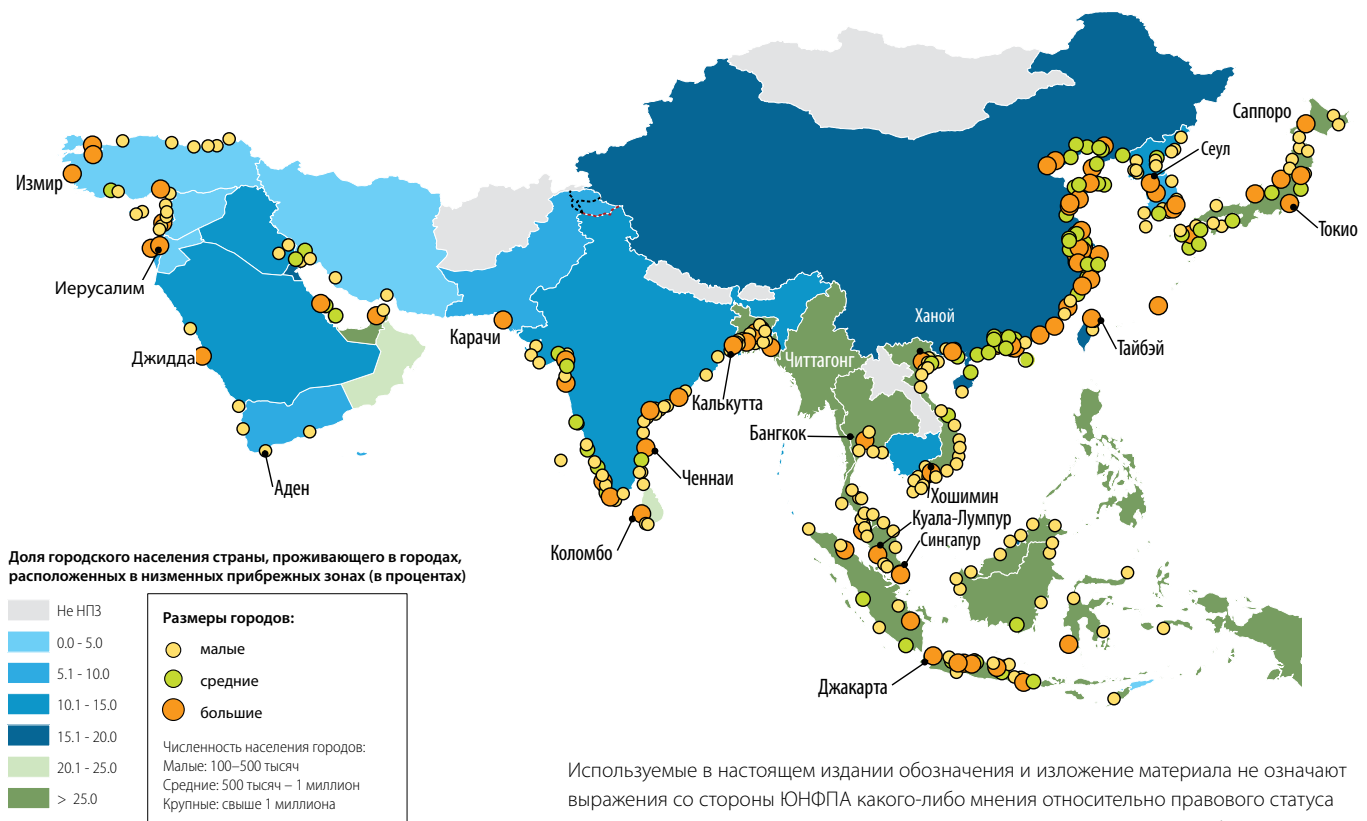 Саппоро
Сеул
Измир
Токио
Иерусалим
Ханой
Карачи
Тайбэй
Джидда
Читтагонг
Калькутта
Бангкок
Ченнаи
Аден
Хошимин
Куала-Лумпур
Сингапур
Коломбо
Джакарта
Доля городского населения страны, проживающего в городах,
расположенных в низменных прибрежных зонах (в процентах)
Не НПЗ
0.0 - 5.0
5.1 - 10.0
10.1 - 15.0
15.1 - 20.0
20.1 - 25.0
> 25.0
Размеры городов:
малые
средние
большие
Численность населения городов:
Малые: 100–500 тысяч
Средние: 500 тысяч – 1 миллион
Крупные: свыше 1 миллиона
Используемые в настоящем издании обозначения и изложение материала не означают
выражения со стороны ЮНФПА какого-либо мнения относительно правового статуса